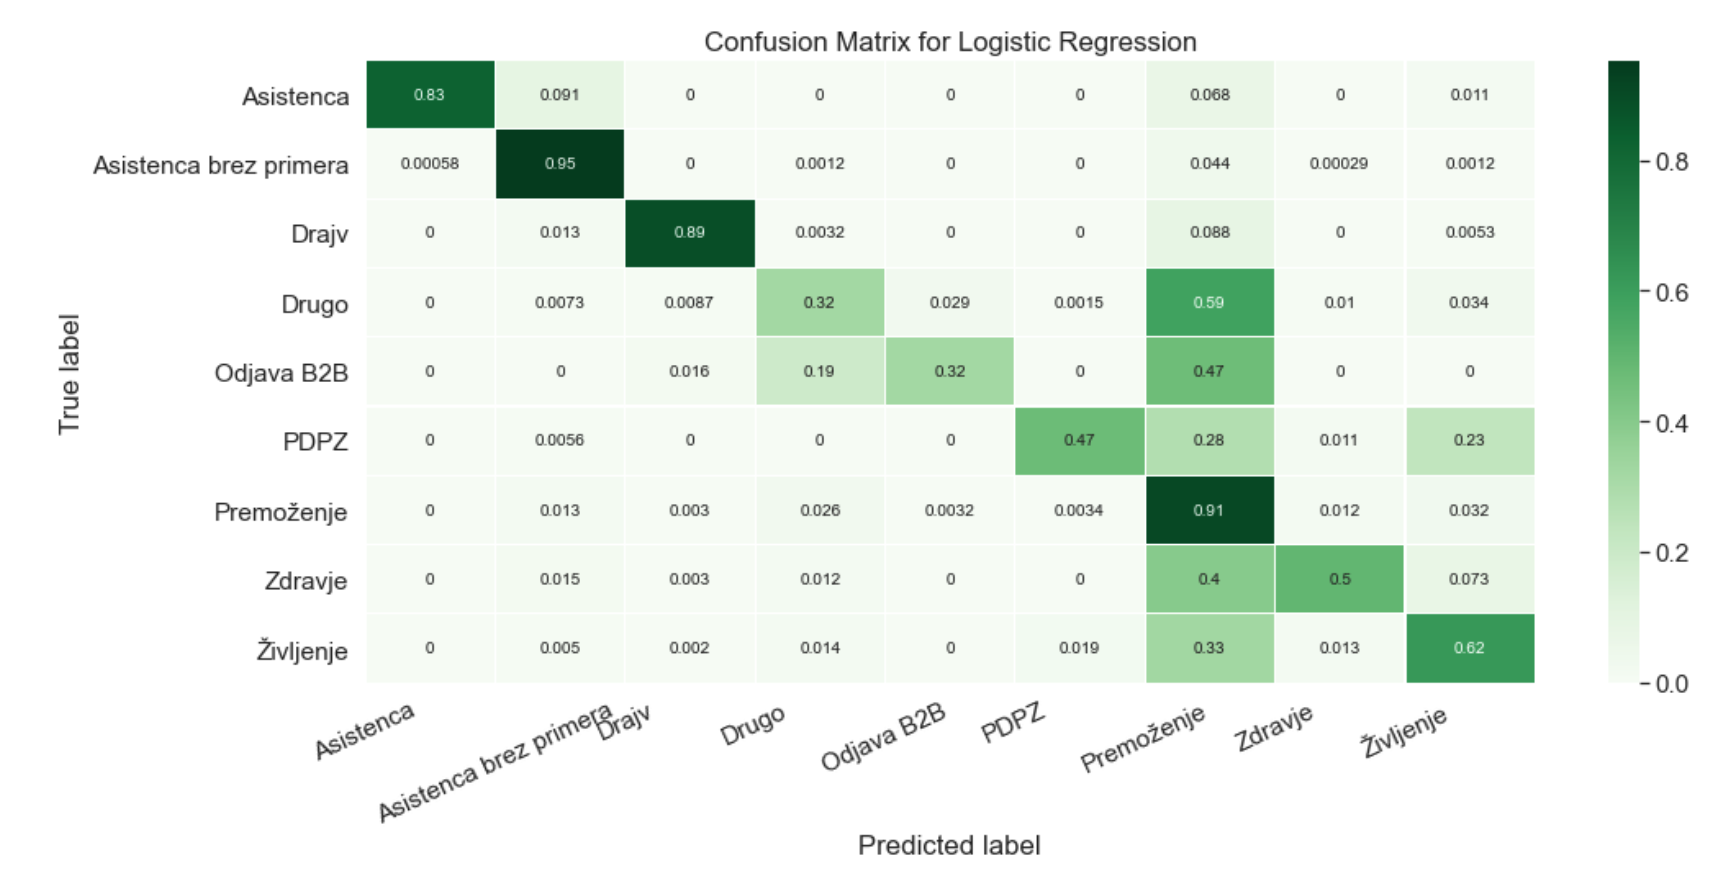 Confusion Matrix for Logistic Regression
Asistenca 0.83 0.091 0 0 0 0 0.068 0 0.011
Asistenca brez primera 0.00058 0.95 0 0.0012 0 0 0.044 0.00029 0.0012
Drajv 0 0.013 0.89 0.0032 0 0 0.088 0 0.0053
Drugo 0 0.0073 0.0087 0.32 0.029 0.0015 0.59 0.01 0.034
Odjava B2B 0 0 0.016 0.19 0.32 0 0.47 0 0
PDPZ 0 0.0056 0 0 0 0.47 0.28 0.011 0.23
Premoženje 0 0.013 0.003 0.026 0.0032 0.0034 0.91 0.012 0.032
Zdravje 0 0.015 0.003 0.012 0 0 0.4 0.5 0.073
Življenje 0 0.005 0.002 0.014 0 0.019 0.33 0.013 0.62
True label
Asistenca Asistenca brez primera Drajv Drugo Odjava B2B PDPZ Premoženje Zdravje Življenje
Predicted label
0.8
0.6
0.4
0.2
0.0